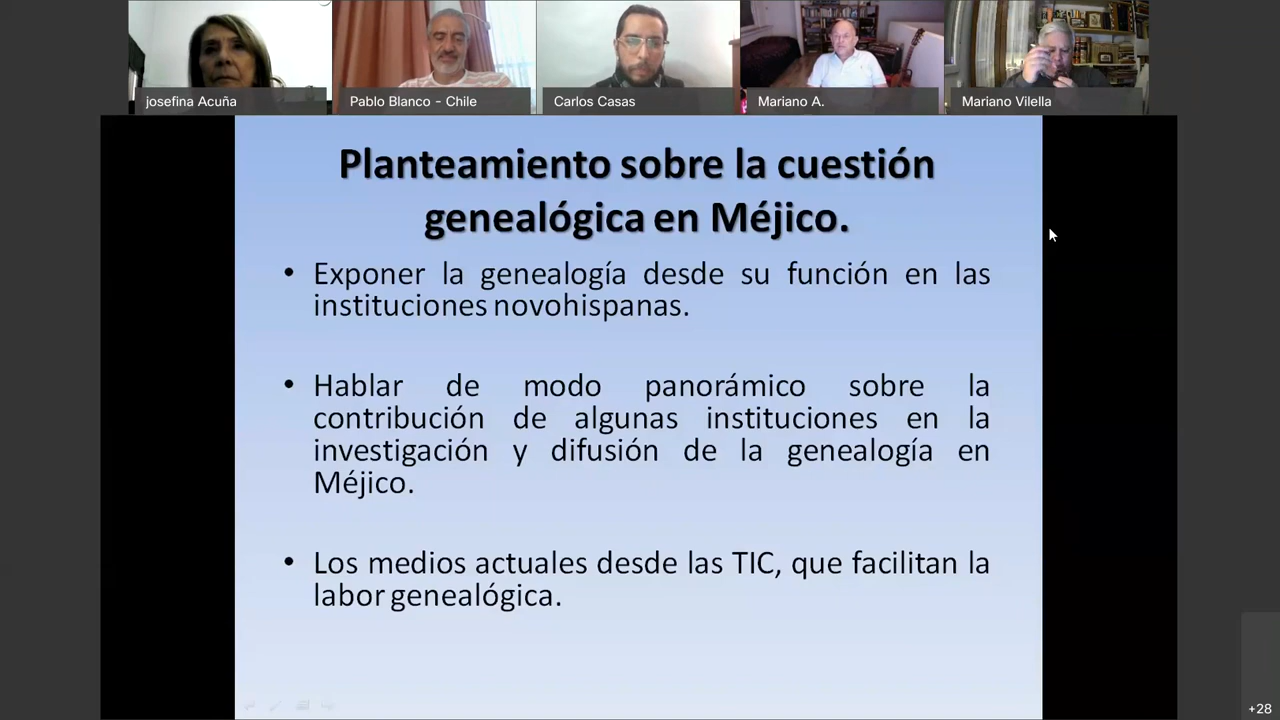 josefina Acuña
Pablo Blanco - Chile
Carlos Casas
Mariano A.
Mariano Vilella
Planteamiento sobre la cuestión
genealógica en Méjico.
• Exponer la genealogía desde su función en las
instituciones novohispanas.
• Hablar de modo panorámico sobre la
contribución de algunas instituciones en la
investigación y difusión de la genealogía en
Méjico.
• Los medios actuales desde las TIC, que facilitan la
labor genealógica.
+28